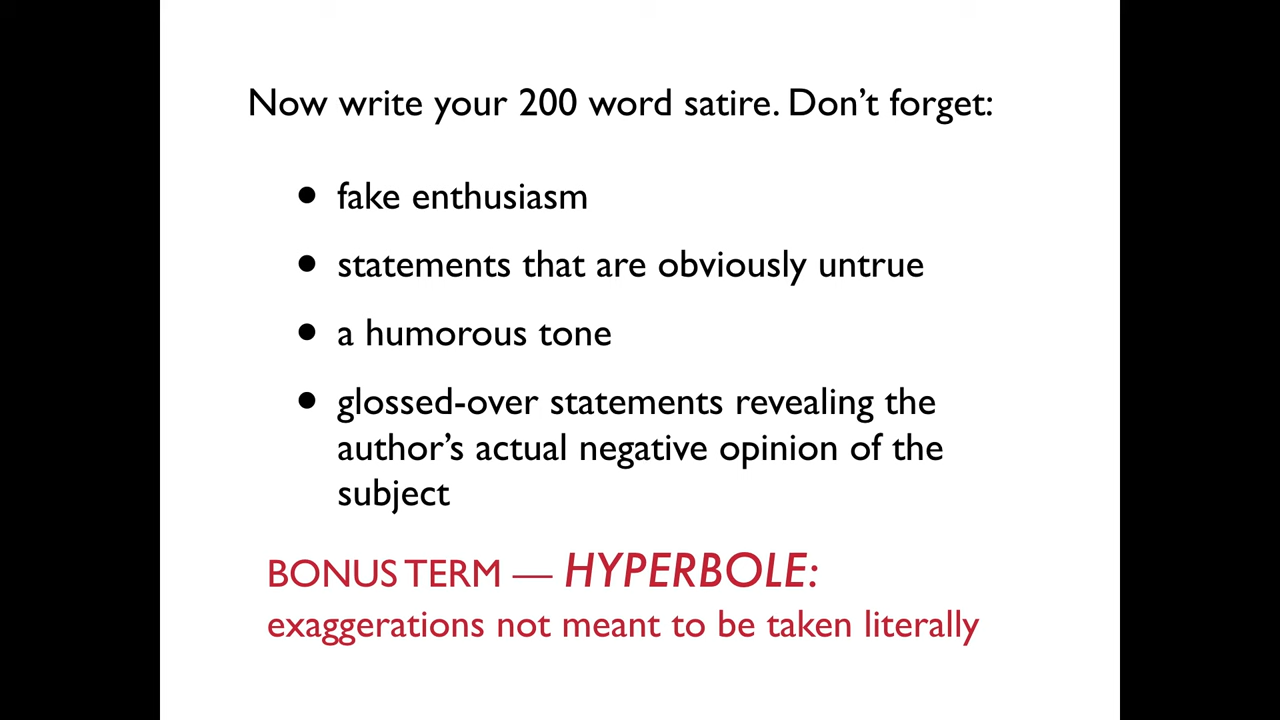 Now write your 200 word satire. Don't forget:
• fake enthusiasm
• statements that are obviously untrue
• a humorous tone
• glossed-over statements revealing the
author's actual negative opinion of the
subject
BONUS TERM — HYPERBOLE:
exaggerations not meant to be taken literally